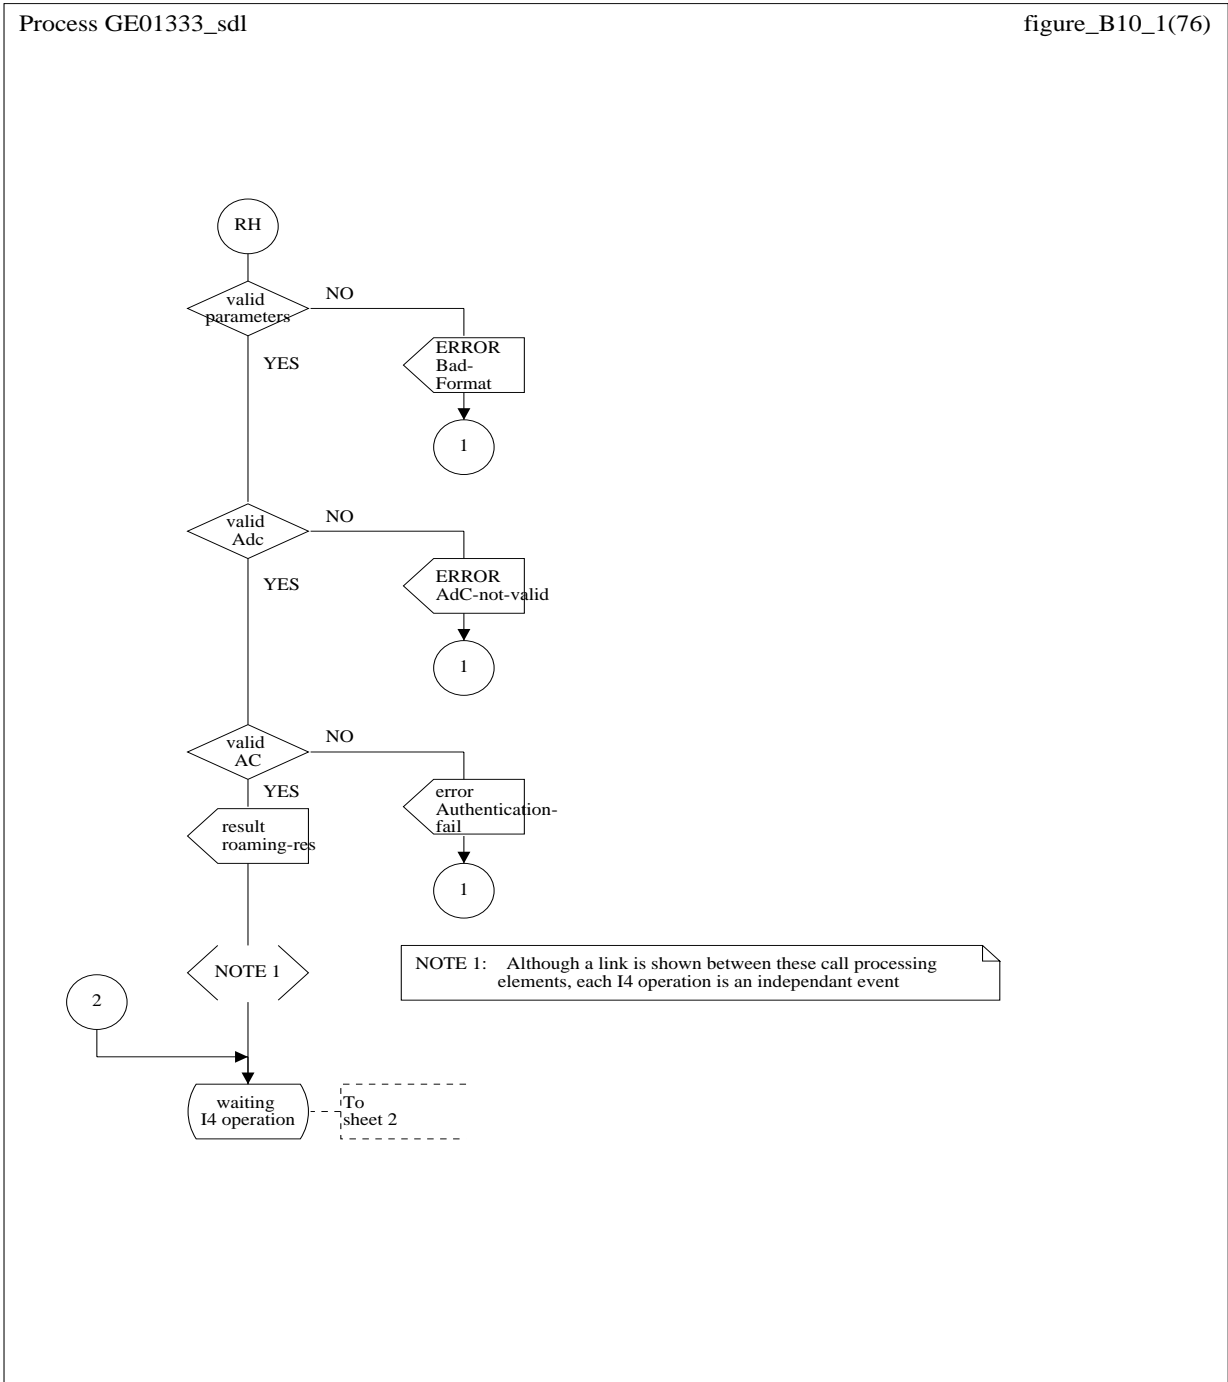 Process GE01333_sdl
figure_B10_1(76)
RH
valid
parameters
NO
YES
ERROR
Bad-
Format
1
valid
Adc
NO
YES
ERROR
AdC-not-valid
1
valid
AC
NO
YES
error
Authentication-
fail
result
roaming-res
1
NOTE 1
NOTE 1: Although a link is shown between these call processing
elements, each I4 operation is an independant event
2
waiting
I4 operation
To
sheet 2